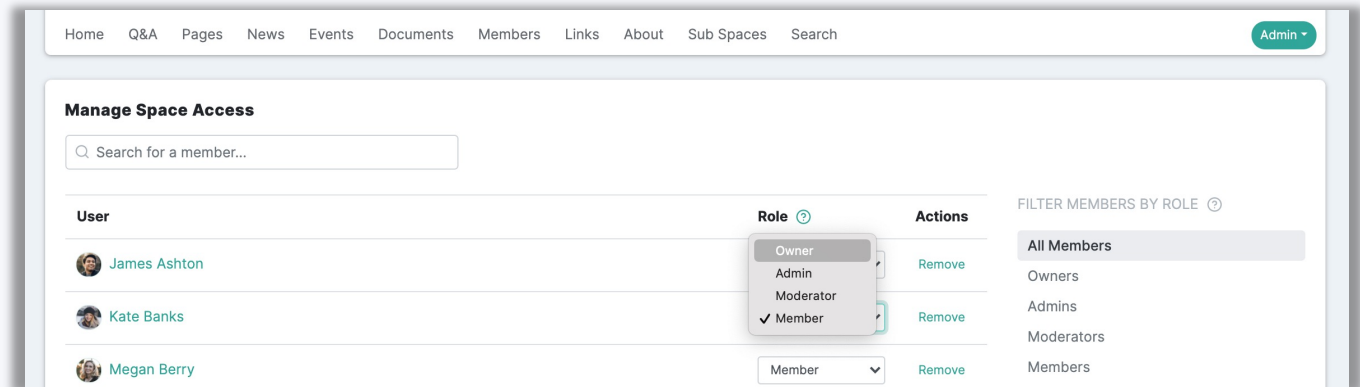 Home Q&A Pages News Events Documents Members Links About Sub Spaces Search Admin
Manage Space Access
Search for a member...
User Role Actions
James Ashton Remove
Kate Banks Remove
Megan Berry Member Remove
Owner
Admin
Moderator
Member
FILTER MEMBERS BY ROLE
All Members
Owners
Admins
Moderators
Members